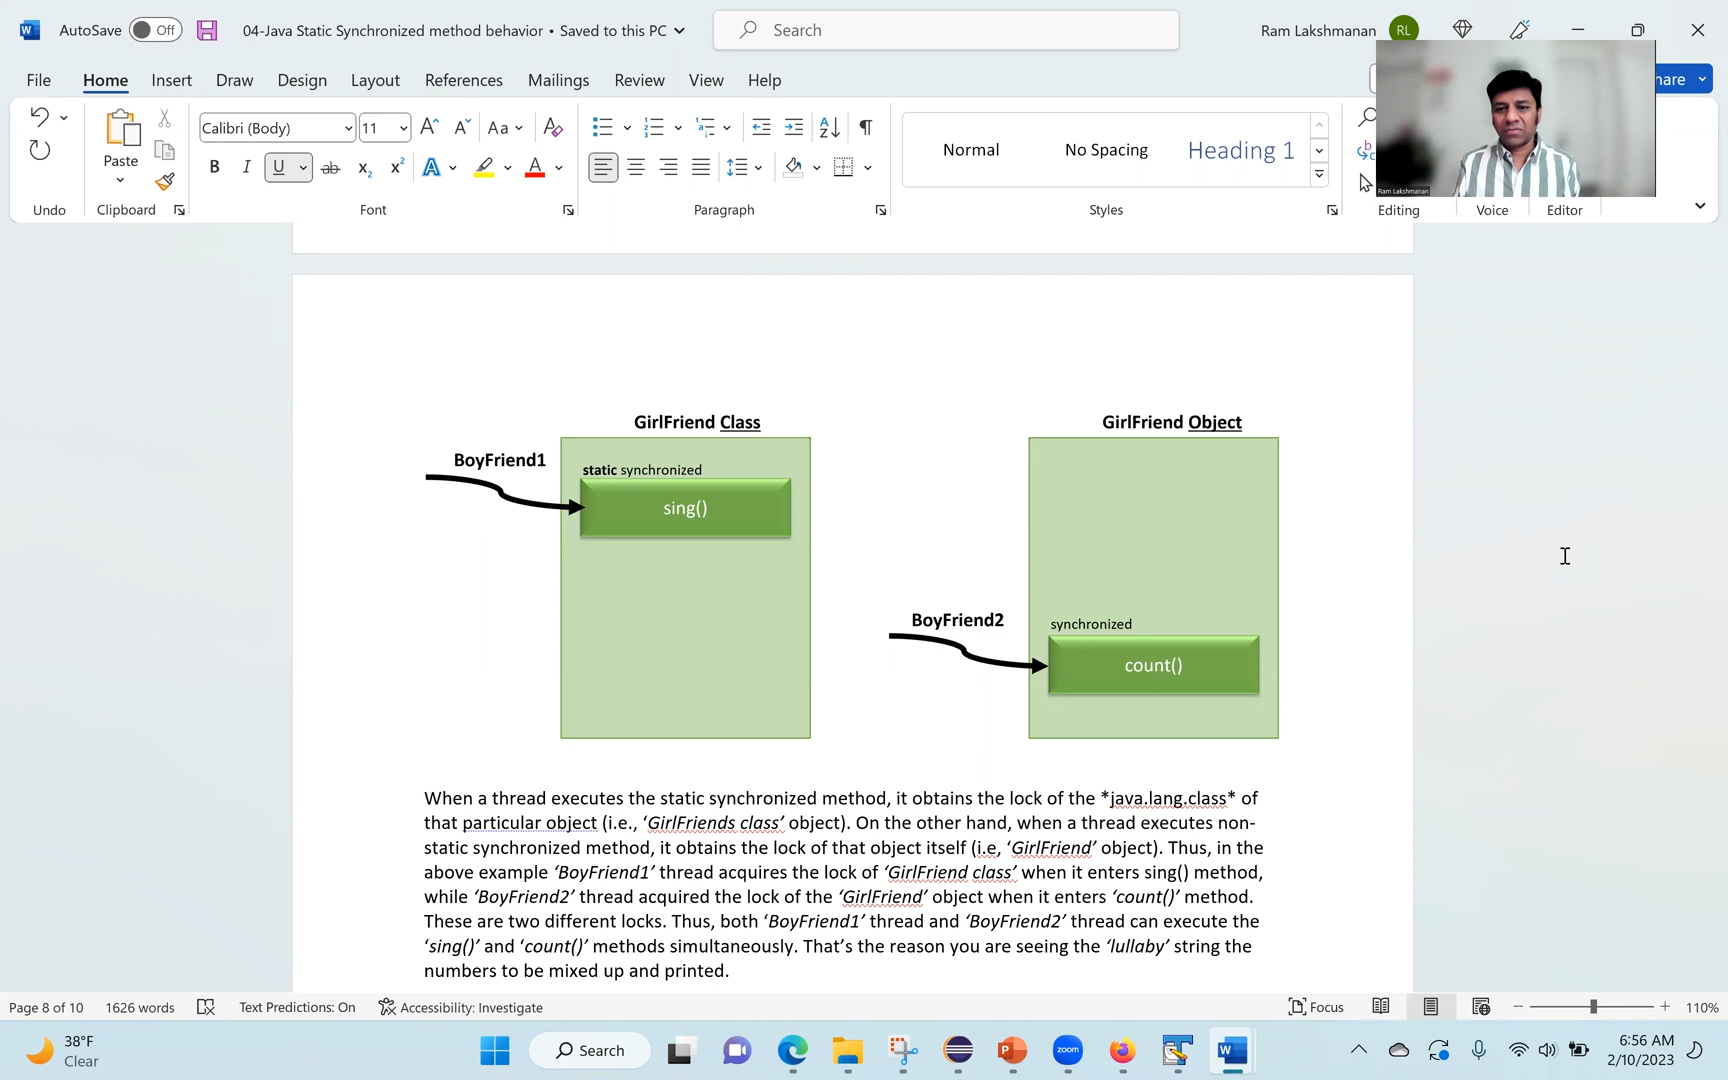 AutoSave Off 04-Java Static Synchronized method behavior • Saved to this PC Search Ram Lakshmanan RL
File Home Insert Draw Design Layout References Mailings Review View Help hare
Calibri (Body) 11 Aa
Paste
B I U ab x₂ x² A A
Normal No Spacing Heading 1
Ram Lakshmanan
Undo Clipboard Font Paragraph Styles Editing Voice Editor
GirlFriend Class GirlFriend Object
BoyFriend1
static synchronized
sing()
BoyFriend2
synchronized
count()
When a thread executes the static synchronized method, it obtains the lock of the *java.lang.class* of
that particular object (i.e., ‘GirlFriends class’ object). On the other hand, when a thread executes non-
static synchronized method, it obtains the lock of that object itself (i.e, ‘GirlFriend’ object). Thus, in the
above example ‘BoyFriend1’ thread acquires the lock of ‘GirlFriend class’ when it enters sing() method,
while ‘BoyFriend2’ thread acquired the lock of the ‘GirlFriend’ object when it enters ‘count()’ method.
These are two different locks. Thus, both ‘BoyFriend1’ thread and ‘BoyFriend2’ thread can execute the
‘sing()’ and ‘count()’ methods simultaneously. That’s the reason you are seeing the ‘lullaby’ string the
numbers to be mixed up and printed.
Page 8 of 10 1626 words Text Predictions: On Accessibility: Investigate Focus 110%
38°F
Clear
Search
zoom
6:56 AM
2/10/2023